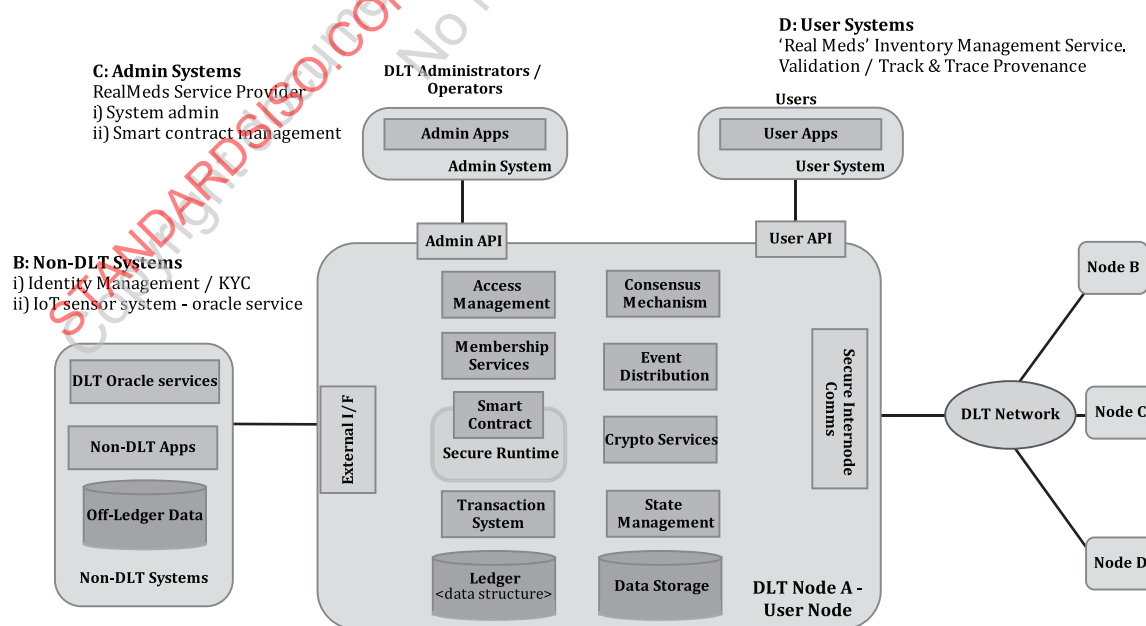 D: User Systems
‘Real Meds’ Inventory Management Service.
Validation / Track & Trace Provenance
C: Admin Systems
RealMeds Service Provider
i) System admin
ii) Smart contract management
DLT Administrators /
Operators
Admin Apps
Admin System
Users
User Apps
User System
Admin API
User API
B: Non-DLT Systems
i) Identity Management / KYC
ii) IoT sensor system - oracle service
DLT Oracle services
Non-DLT Apps
Off-Ledger Data
Non-DLT Systems
External I/F
Access
Management
Consensus
Mechanism
Membership
Services
Event
Distribution
Smart
Contract
Secure Runtime
Crypto Services
Transaction
System
State
Management
Ledger
<data structure>
Data Storage
DLT Node A -
User Node
Secure Internode
Comms
DLT Network
Node B
Node C
Node D
STANDARDSISO.COM
Copyright document
No